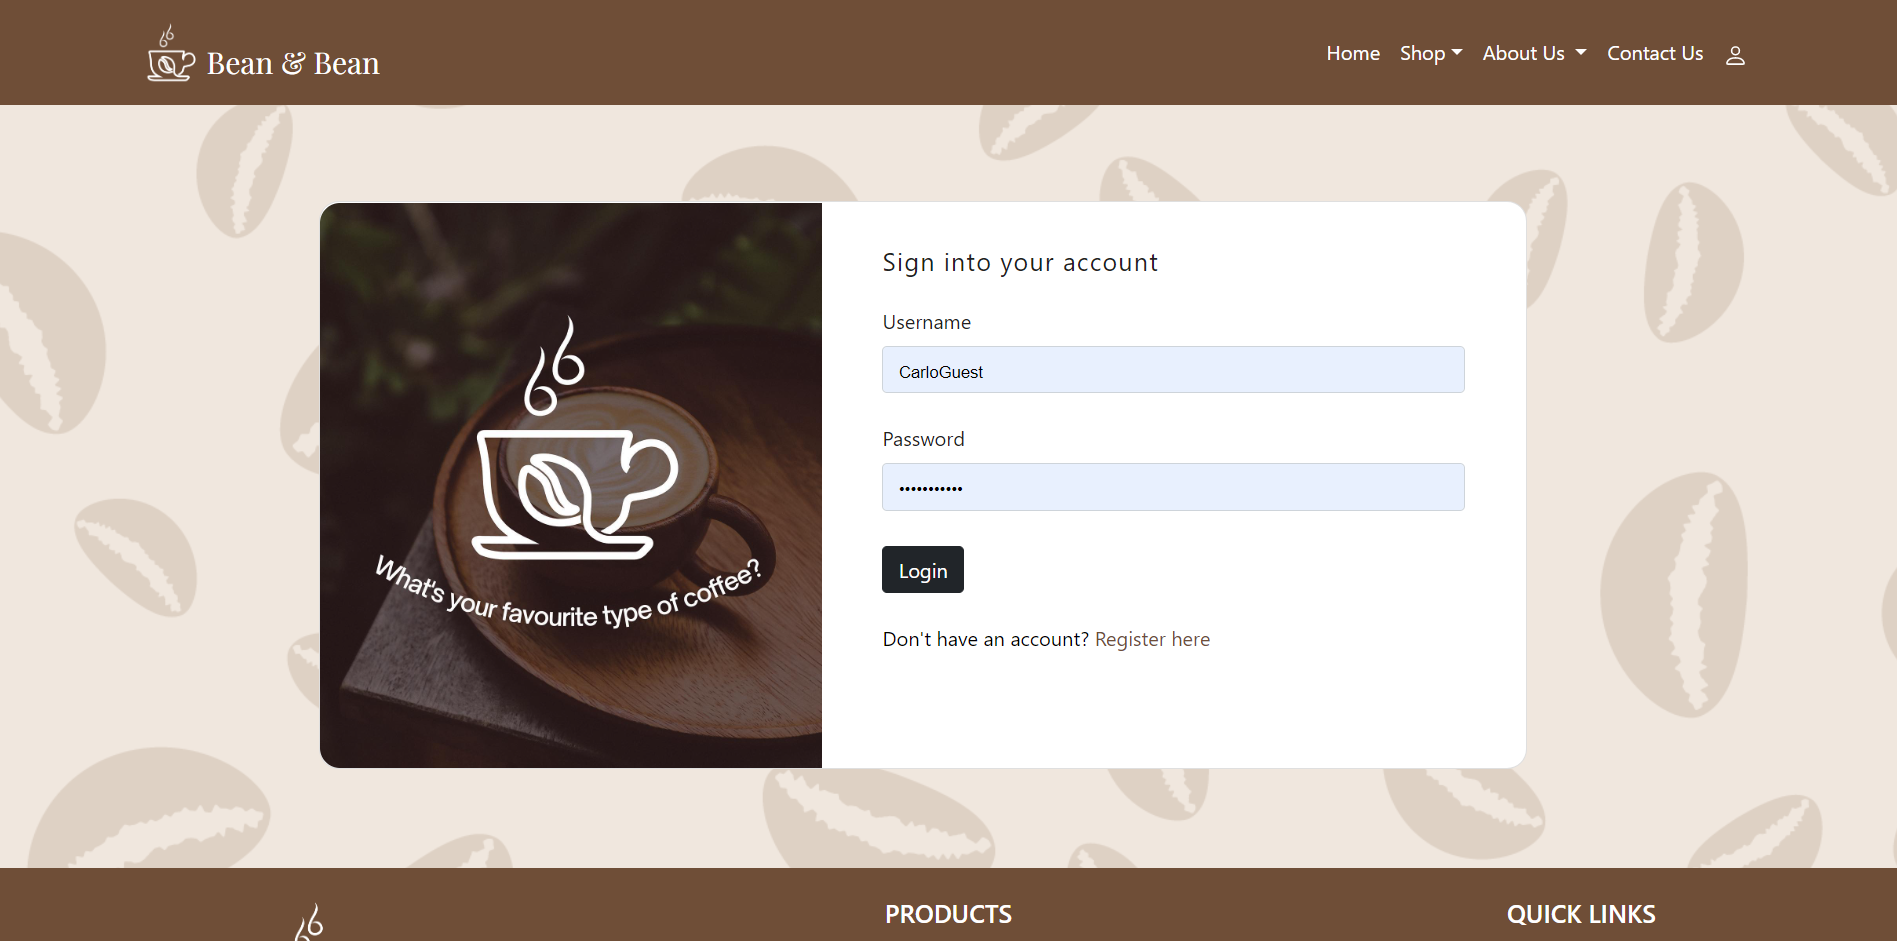 Bean & Bean
Home Shop About Us Contact Us
What's your favourite type of coffee?
Sign into your account
Username
CarloGuest
Password
•••••••••••
Login
Don't have an account? Register here
PRODUCTS
QUICK LINKS